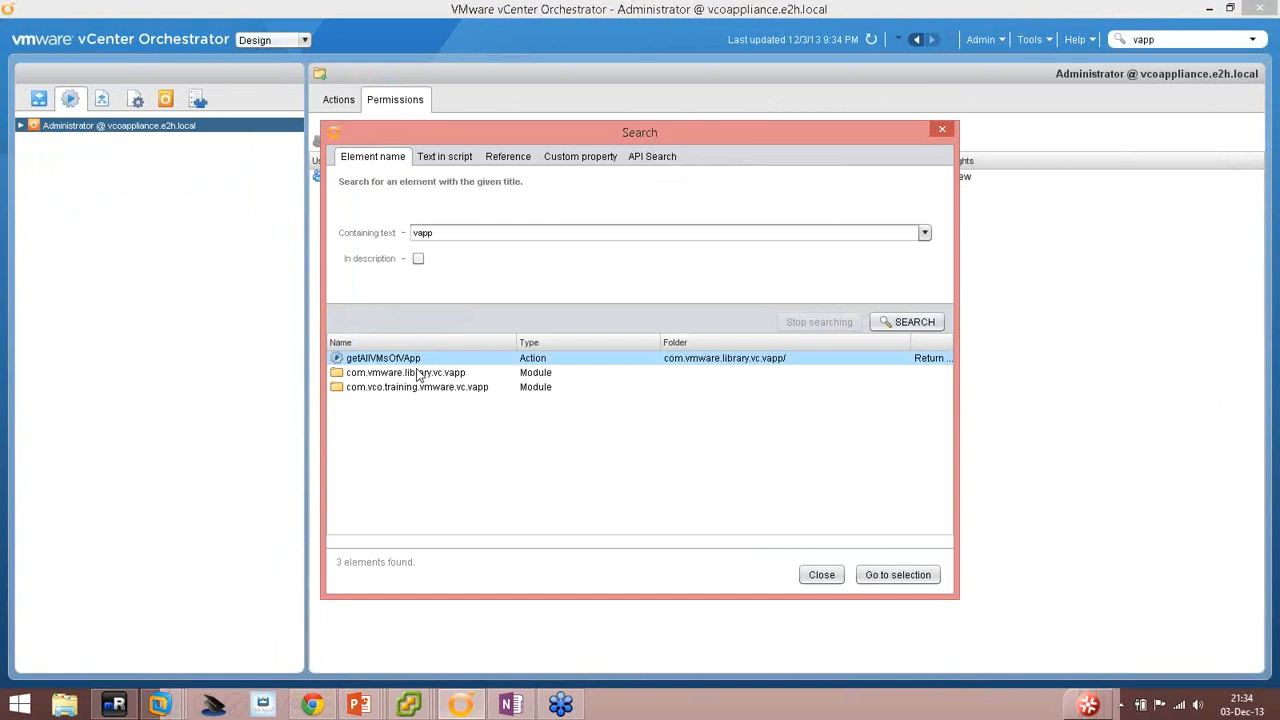 VMware vCenter Orchestrator - Administrator @ vcoappliance.e2h.local
vmware vCenter Orchestrator Design Last updated 12/3/13 9:34 PM Admin Tools Help vapp
Administrator @ vcoappliance.e2h.local
Actions Permissions
Administrator @ vcoappliance.e2h.local
Search
Element name Text in script Reference Custom property API Search
Search for an element with the given title.
Containing text vapp
In description
Stop searching SEARCH
Name Type Folder
getAllVMsOfVApp Action com.vmware.library.vc.vapp/ Return ...
com.vmware.library.vc.vapp Module
com.vco.training.vmware.vc.vapp Module
3 elements found.
Close Go to selection
21:34
03-Dec-13